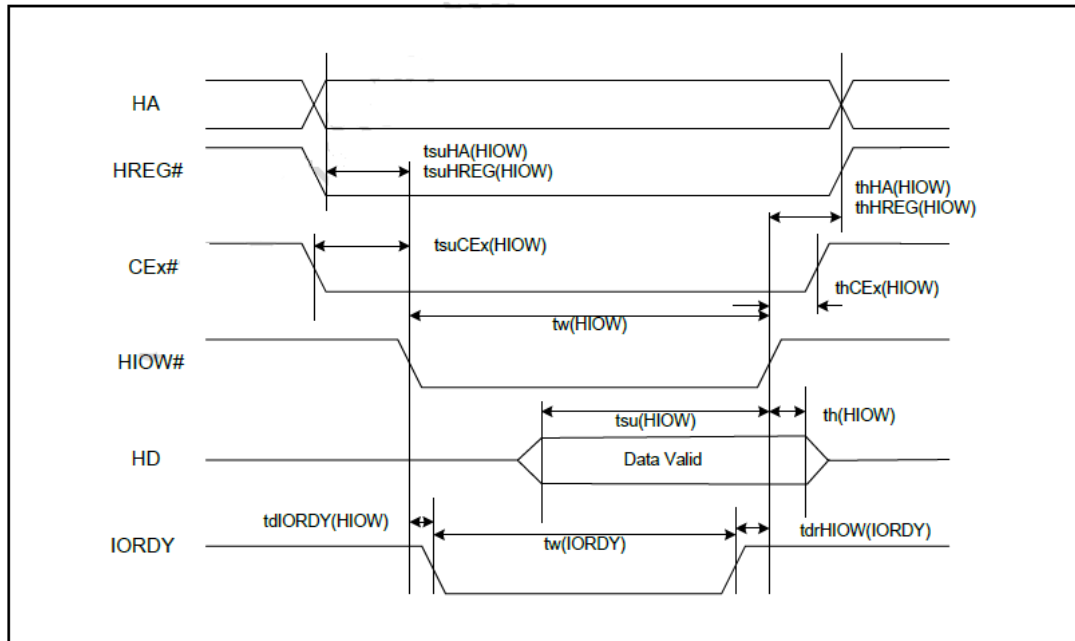 HA
tsuHA(HIOW)
HREG#
tsuHREG(HIOW)
thHA(HIOW)
thHREG(HIOW)
tsuCEx(HIOW)
CEx#
thCEx(HIOW)
tw(HIOW)
HIOW#
tsu(HIOW)
th(HIOW)
HD
Data Valid
tdIORDY(HIOW)
tdrHIOW(IORDY)
IORDY
tw(IORDY)